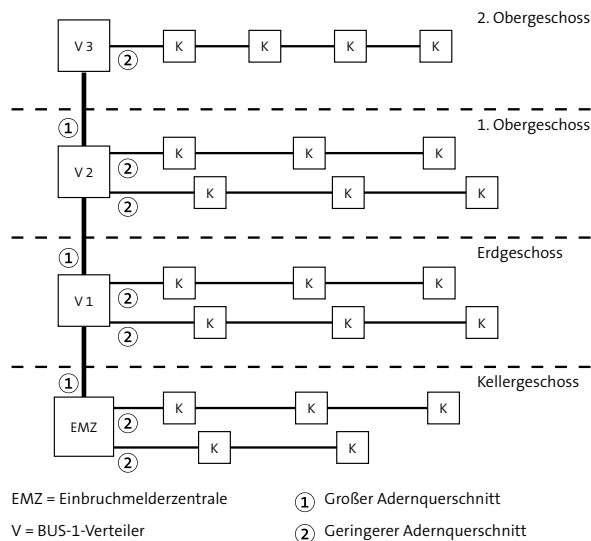 2. Obergeschoss
V 3
K K K K
2
1
1. Obergeschoss
V 2
K K K
2
K K K
2
1
Erdgeschoss
V 1
K K K
2
K K K
2
1
Kellergeschoss
EMZ
K K K
2
K K
2
EMZ = Einbruchmelderzentrale
1 Großer Adernquerschnitt
V = BUS-1-Verteiler
2 Geringerer Adernquerschnitt